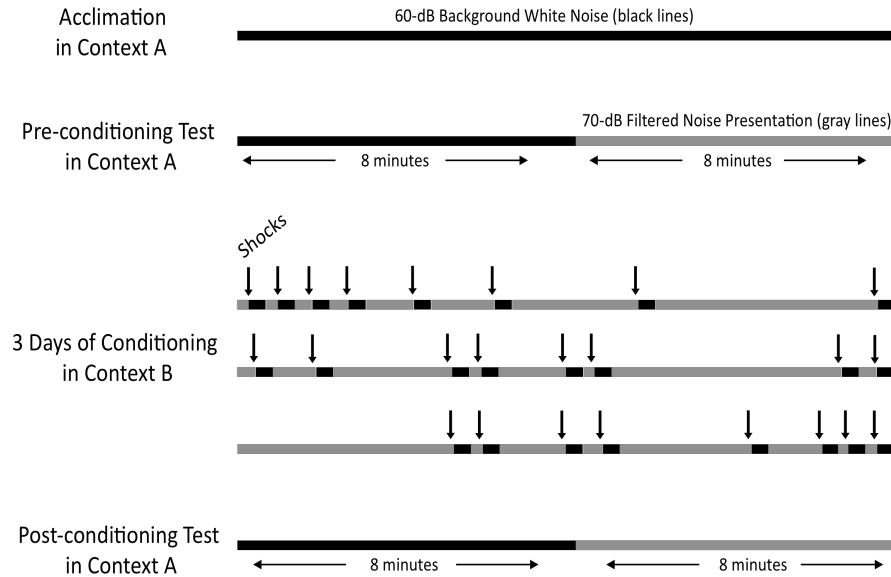 Acclimation
in Context A
60-dB Background White Noise (black lines)
Pre-conditioning Test
in Context A
70-dB Filtered Noise Presentation (gray lines)
8 minutes
8 minutes
Shocks
3 Days of Conditioning
in Context B
Post-conditioning Test
in Context A
8 minutes
8 minutes